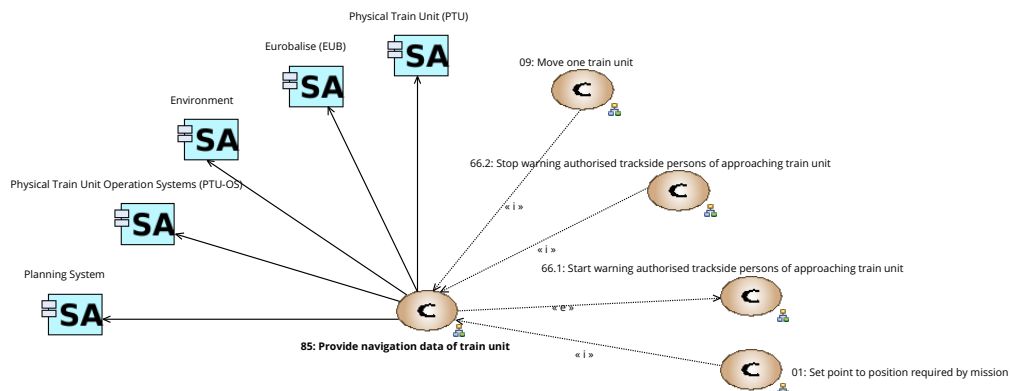 Physical Train Unit (PTU)
Eurobalise (EUB)
SA
09: Move one train unit
SA
C
Environment
SA
66.2: Stop warning authorised trackside persons of approaching train unit
Physical Train Unit Operation Systems (PTU-OS)
C
« i »
SA
« i »
66.1: Start warning authorised trackside persons of approaching train unit
Planning System
C
SA
C
« e »
85: Provide navigation data of train unit
« i »
C
01: Set point to position required by mission